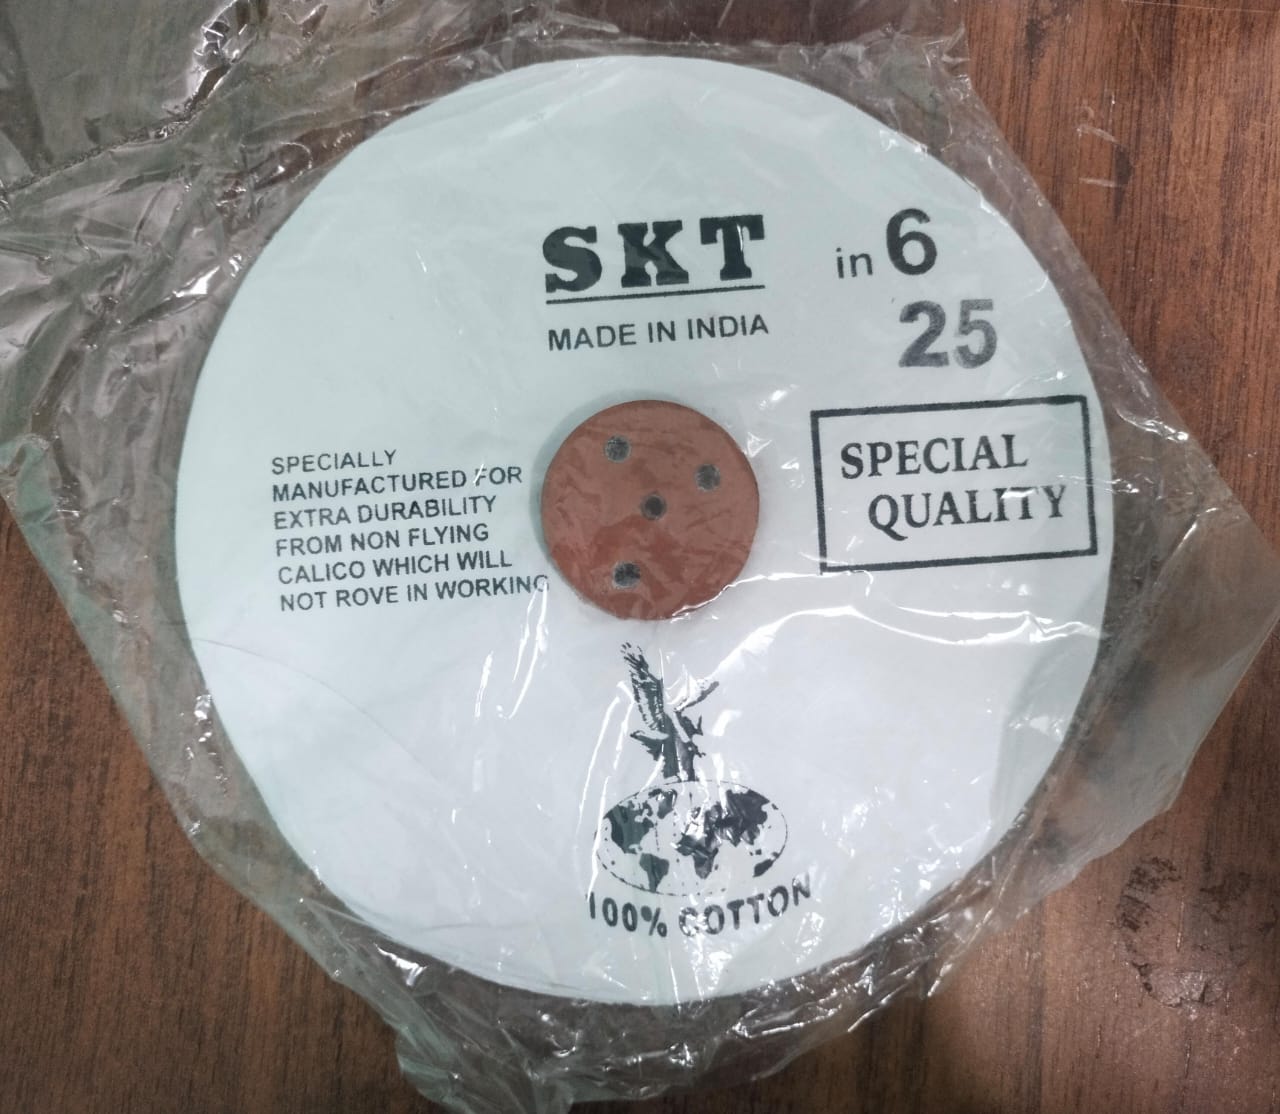 SKT
MADE IN INDIA
in 6
25
SPECIAL
QUALITY
SPECIALLY
MANUFACTURED FOR
EXTRA DURABILITY
FROM NON FLYING
CALICO WHICH WILL
NOT ROVE IN WORKING
100% COTTON